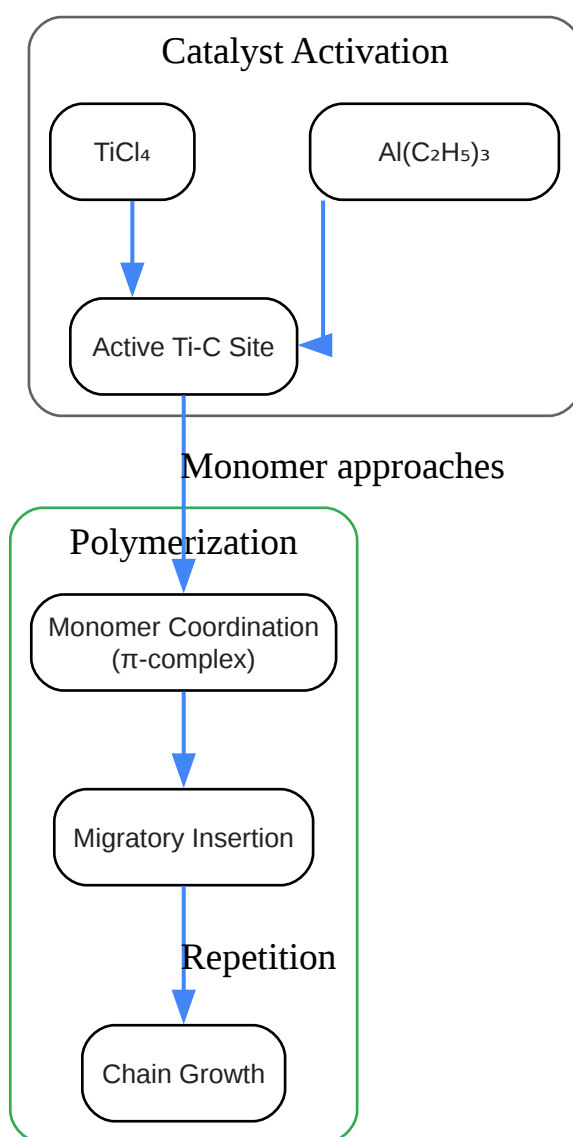 Catalyst Activation
TiCl₄
Al(C₂H₅)₃
Active Ti-C Site
Monomer approaches
Polymerization
Monomer Coordination
(π-complex)
Migratory Insertion
Repetition
Chain Growth